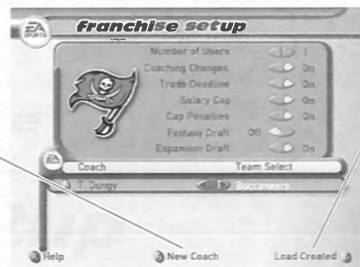 EA SPORTS
franchise setup
Number of Users 1
Coaching Changes On
Trade Deadline On
Salary Cap On
Cap Penalties On
Fantasy Draft Off
Expansion Draft On
EA
Coach Team Select
T. Dungy Buccaneers
Help New Coach Load Created